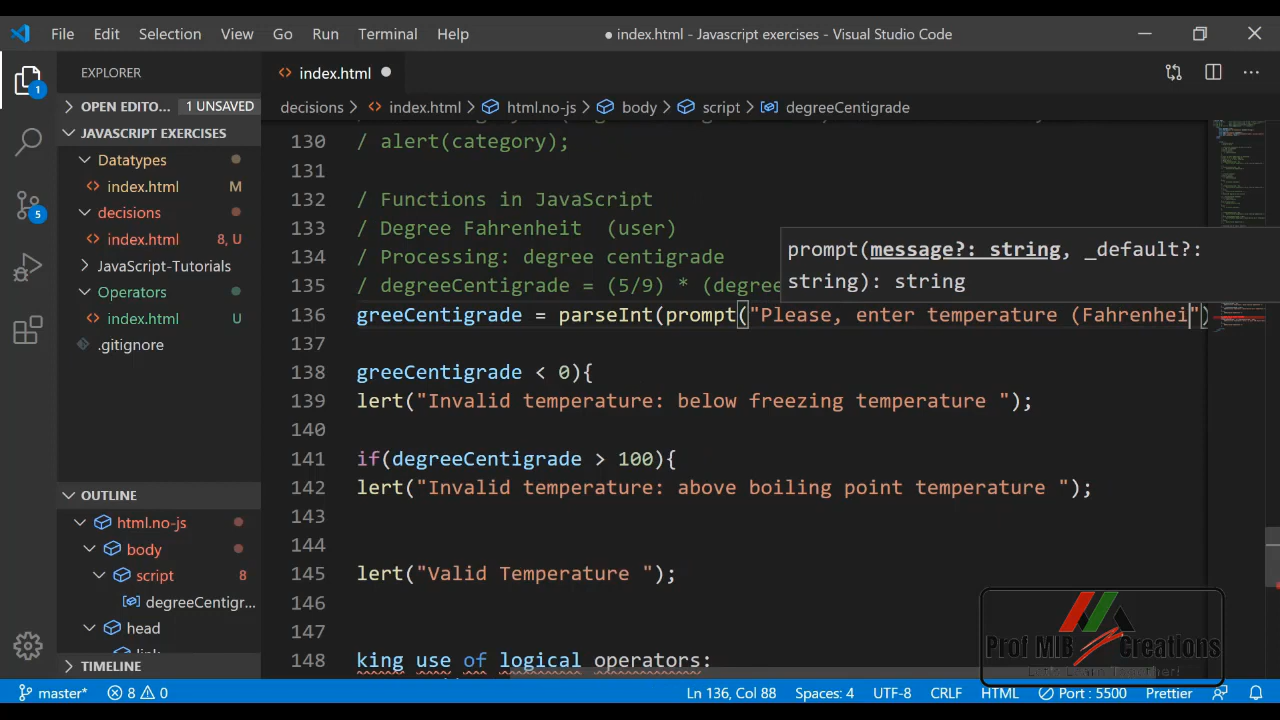 File Edit Selection View Go Run Terminal Help
● index.html - Javascript exercises - Visual Studio Code
EXPLORER
index.html
OPEN EDITO... 1 UNSAVED
decisions > index.html > html.no-js > body > script > degreeCentigrade
JAVASCRIPT EXERCISES
Datatypes
index.html M
decisions
index.html 8, U
JavaScript-Tutorials
Operators
index.html U
.gitignore
OUTLINE
html.no-js
body
script 8
degreeCentigr...
head
TIMELINE
130 / alert(category);
131
132 / Functions in JavaScript
133 / Degree Fahrenheit (user)
134 / Processing: degree centigrade
135 / degreeCentigrade = (5/9) * (degree
prompt(message?: string, _default?:
string): string
136 greeCentigrade = parseInt(prompt("Please, enter temperature (Fahrenhei")
137
138 greeCentigrade < 0){
139 lert("Invalid temperature: below freezing temperature ");
140
141 if(degreeCentigrade > 100){
142 lert("Invalid temperature: above boiling point temperature ");
143
144
145 lert("Valid Temperature ");
146
147
148 king use of logical operators:
1
5
Prof MIB Creations
Let's Learn Together!
master* 8 0 Ln 136, Col 88 Spaces: 4 UTF-8 CRLF HTML Port : 5500 Prettier